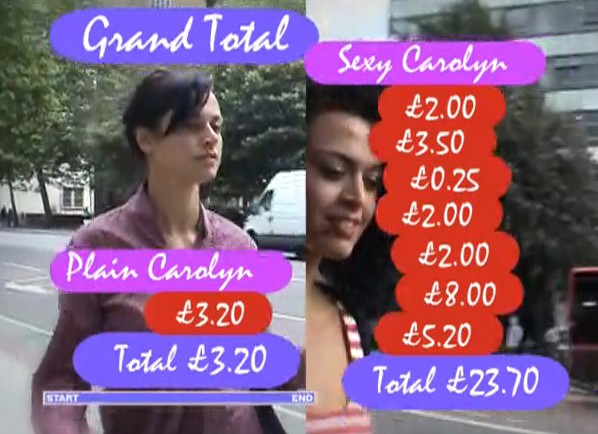 Grand Total
Plain Carolyn
£3.20
Total £3.20
START END
Sexy Carolyn
£2.00
£3.50
£0.25
£2.00
£2.00
£8.00
£5.20
Total £23.70